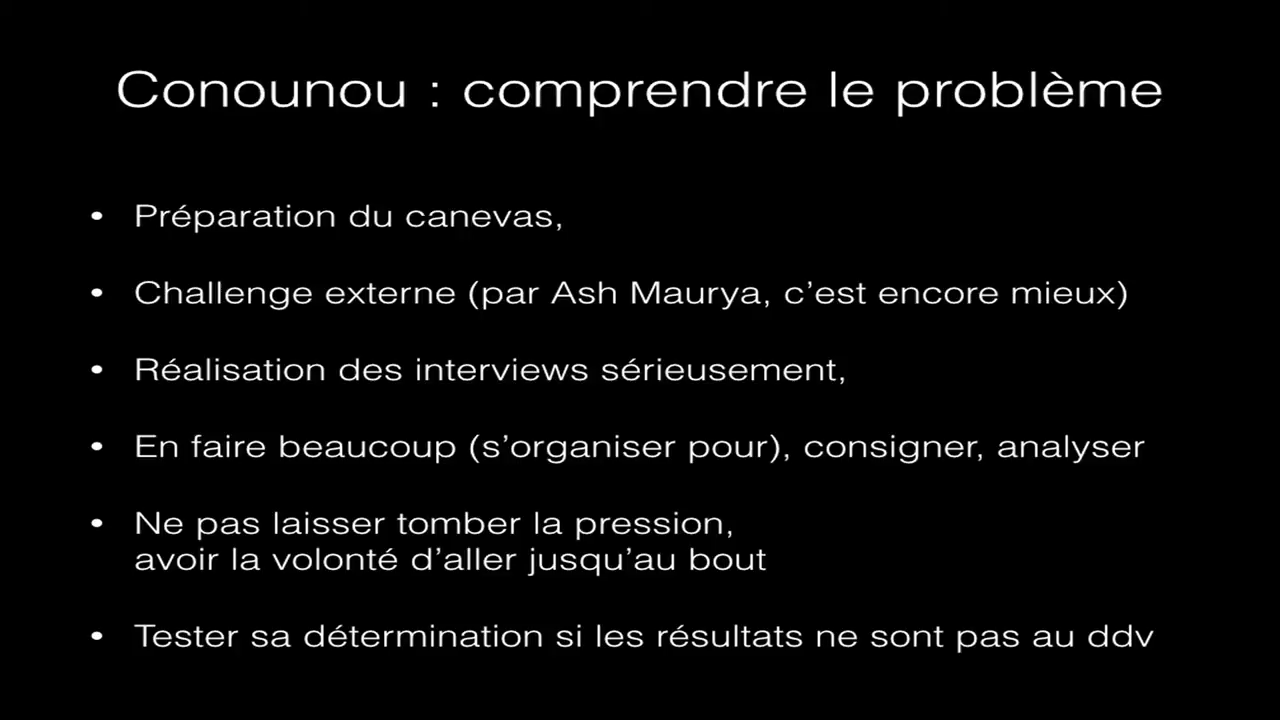 Conounou : comprendre le problème
• Préparation du canevas,
• Challenge externe (par Ash Maurya, c’est encore mieux)
• Réalisation des interviews sérieusement,
• En faire beaucoup (s’organiser pour), consigner, analyser
• Ne pas laisser tomber la pression,
avoir la volonté d’aller jusqu’au bout
• Tester sa détermination si les résultats ne sont pas au ddv